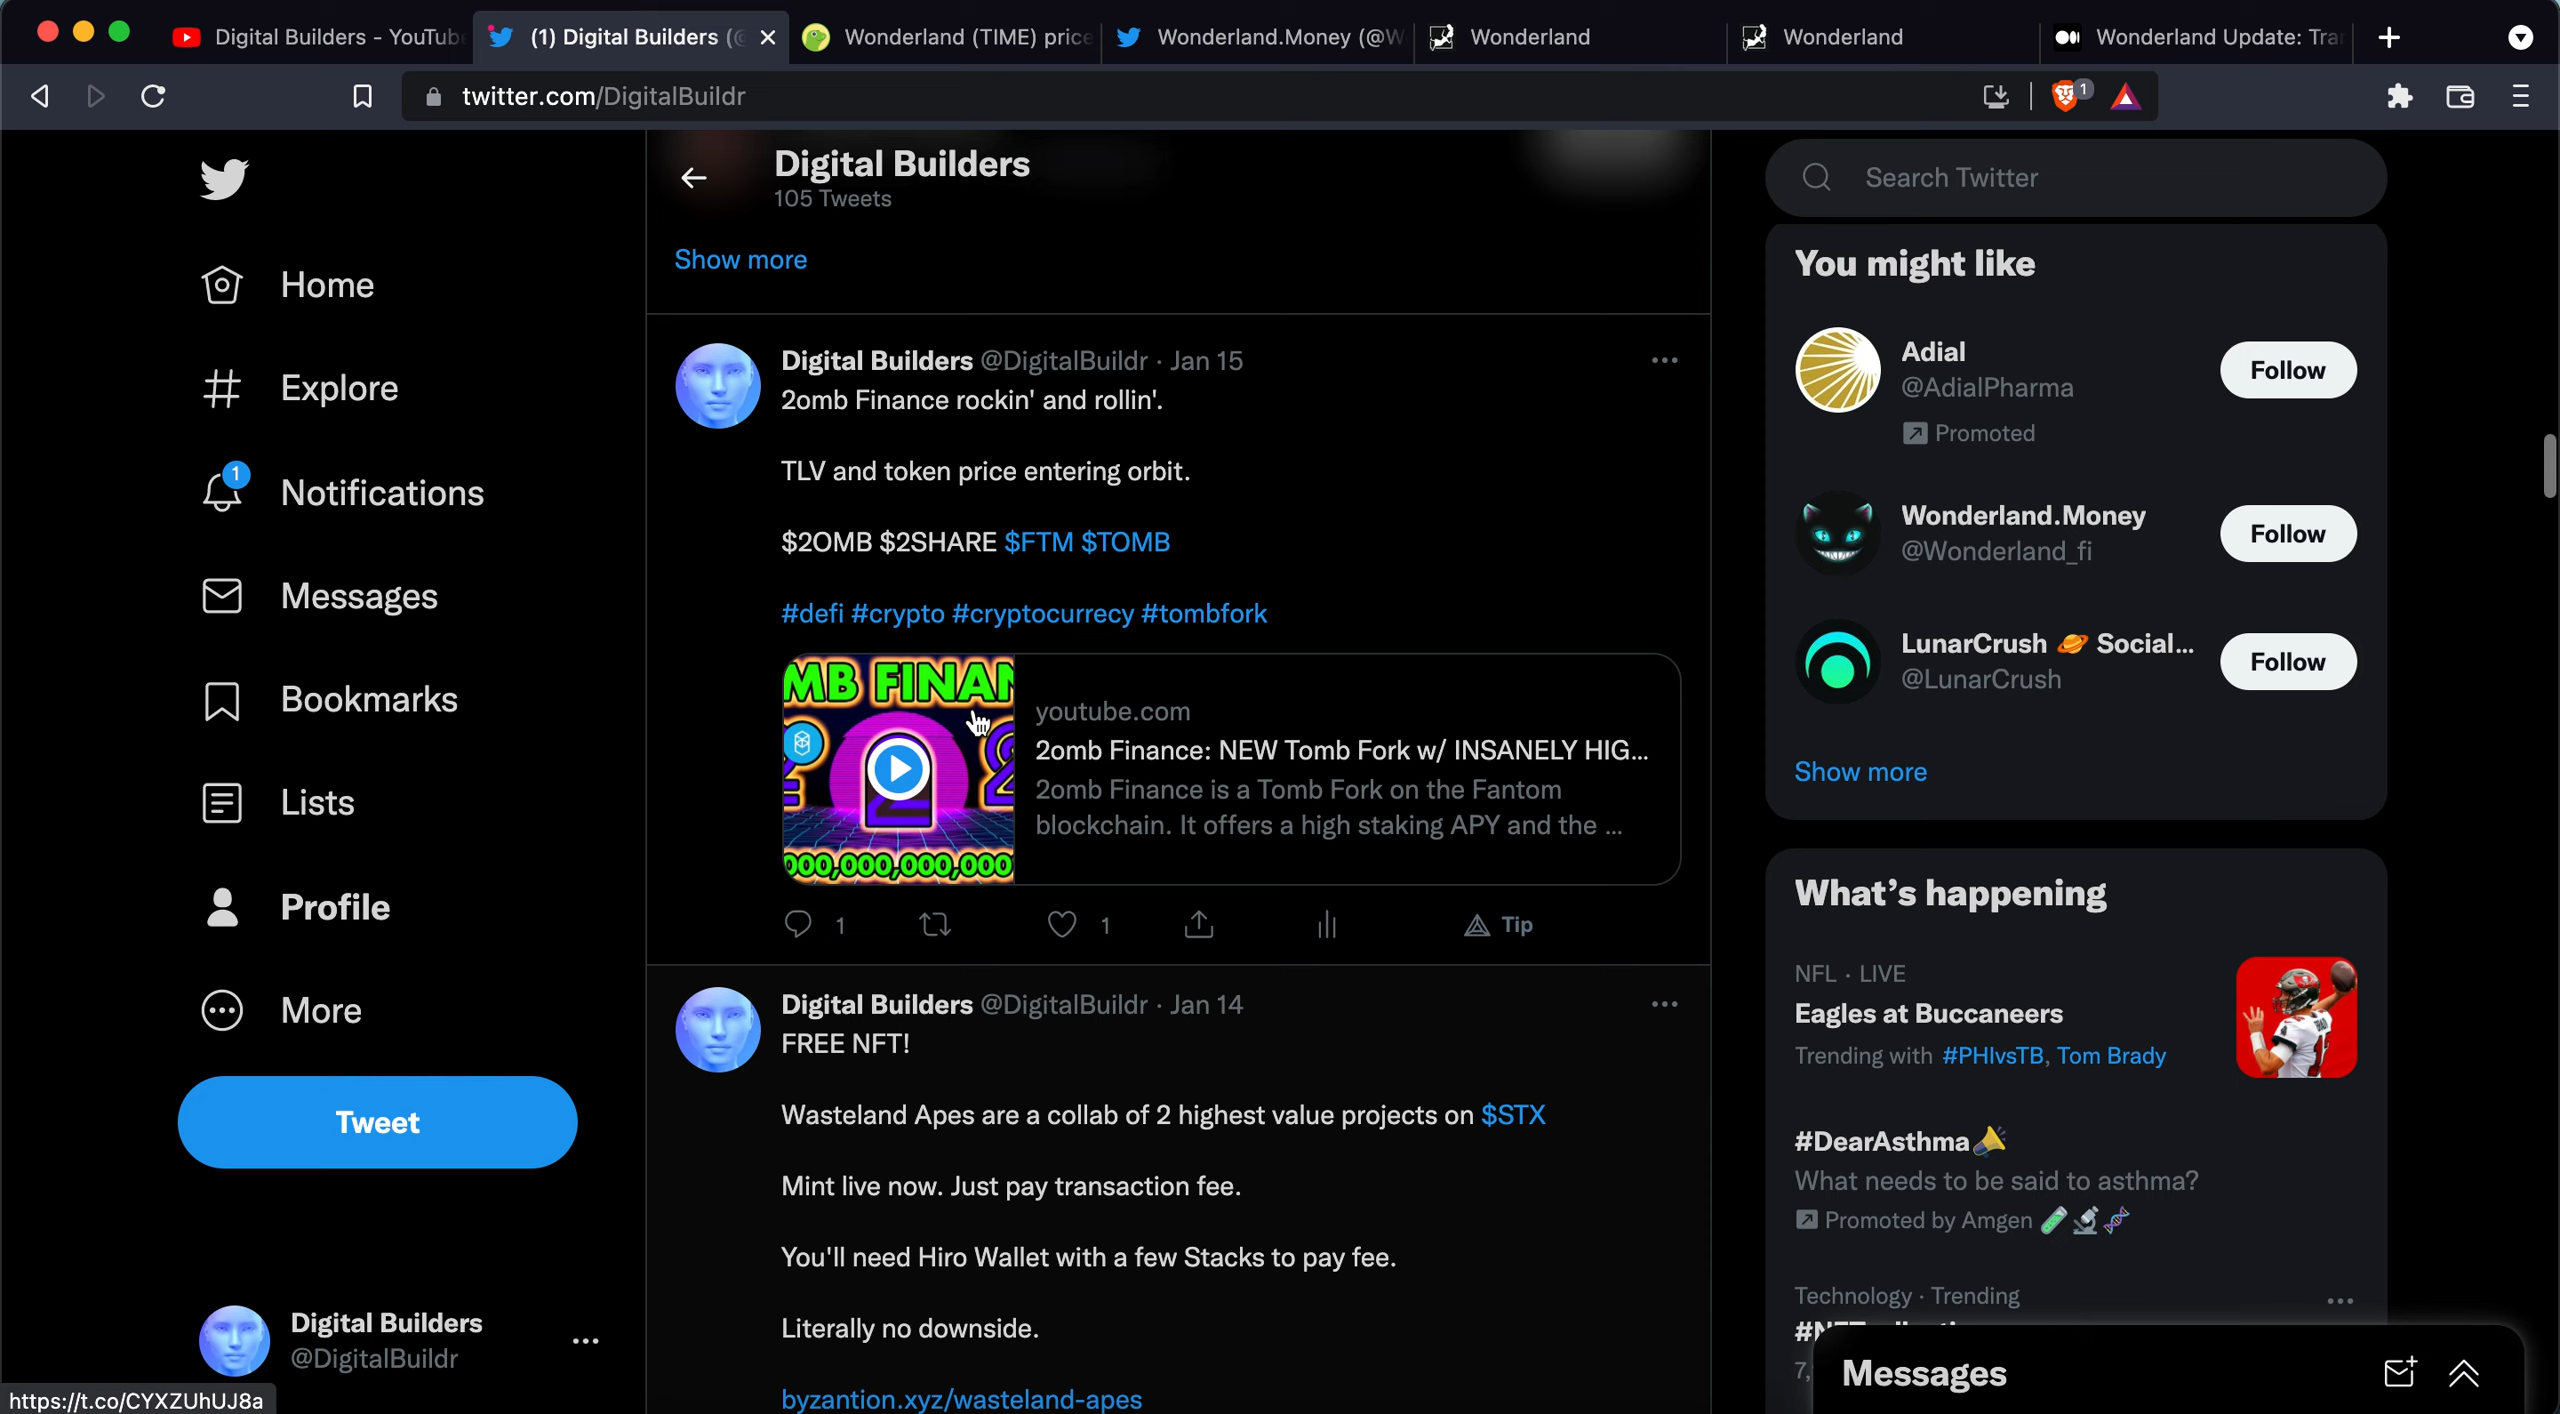 Digital Builders - YouTub
(1) Digital Builders (@
Wonderland (TIME) price
Wonderland.Money (@W
Wonderland
Wonderland
Wonderland Update: Tra
twitter.com/DigitalBuildr
1
Digital Builders
105 Tweets
Show more
Home
Explore
1
Notifications
Messages
Bookmarks
Lists
Profile
More
Tweet
Digital Builders
@DigitalBuildr
https://t.co/CYXZUhUJ8a
Digital Builders @DigitalBuildr · Jan 15
2omb Finance rockin' and rollin'.
TLV and token price entering orbit.
$2OMB $2SHARE $FTM $TOMB
#defi #crypto #cryptocurrecy #tombfork
MB FINAN
2
000,000,000,000
youtube.com
2omb Finance: NEW Tomb Fork w/ INSANELY HIG...
2omb Finance is a Tomb Fork on the Fantom
blockchain. It offers a high staking APY and the ...
1
1
Tip
Digital Builders @DigitalBuildr · Jan 14
FREE NFT!
Wasteland Apes are a collab of 2 highest value projects on $STX
Mint live now. Just pay transaction fee.
You'll need Hiro Wallet with a few Stacks to pay fee.
Literally no downside.
byzantion.xyz/wasteland-apes
Search Twitter
You might like
Adial
@AdialPharma
Promoted
Follow
Wonderland.Money
@Wonderland_fi
Follow
LunarCrush 🪐 Social...
@LunarCrush
Follow
Show more
What's happening
NFL · LIVE
Eagles at Buccaneers
Trending with #PHIvsTB, Tom Brady
#DearAsthma
What needs to be said to asthma?
Promoted by Amgen
Technology · Trending
7,
Messages